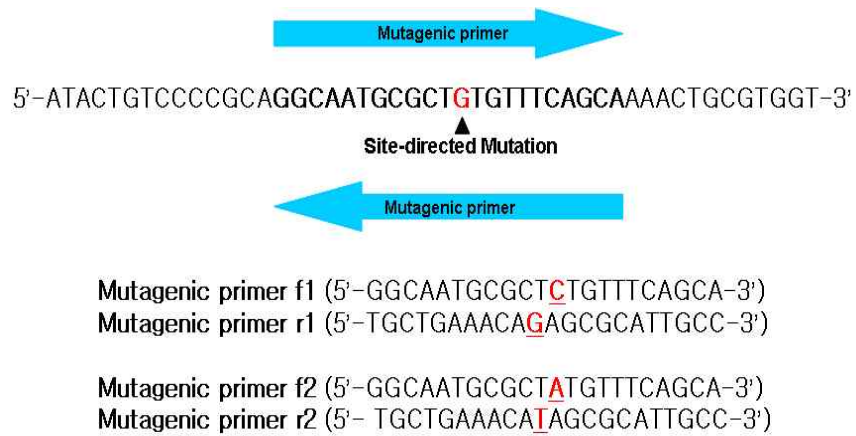 Mutagenic primer
5'-ATACTGTCCCCGCAGGCAATGCGCTGTGTTTCAGCAAAACTGCGTGGT-3'
Site-directed Mutation
Mutagenic primer
Mutagenic primer f1 (5'-GGCAATGCGCTCTGTTTCAGCA-3')
Mutagenic primer r1 (5'-TGCTGAAACAGAGCGCATTGCC-3')
Mutagenic primer f2 (5'-GGCAATGCGCTATGTTTCAGCA-3')
Mutagenic primer r2 (5'- TGCTGAAACATAGCGCATTGCC-3')